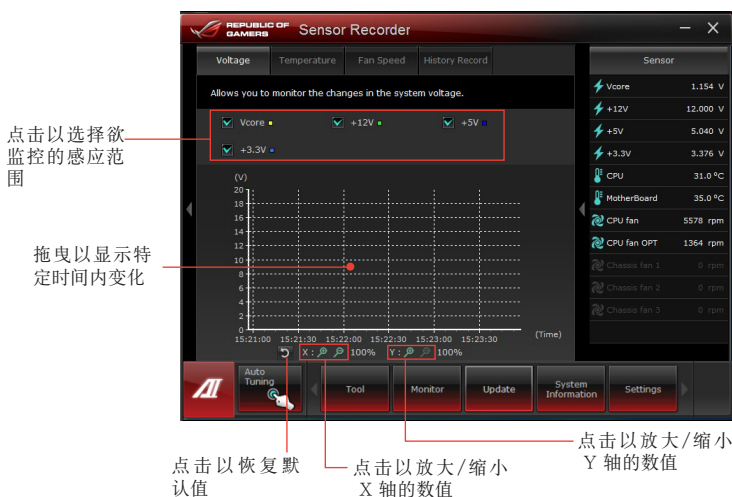 REPUBLIC OF
GAMERS
Sensor Recorder
Voltage
Temperature
Fan Speed
History Record
Allows you to monitor the changes in the system voltage.
Vcore
+12V
+5V
+3.3V
(V)
20
18
16
14
12
10
8
6
4
2
0
15:21:00 15:21:30 15:22:00 15:22:30 15:23:00 15:23:30
(Time)
X : 100% Y : 100%
Sensor
Vcore 1.154 V
+12V 12.000 V
+5V 5.040 V
+3.3V 3.376 V
CPU 31.0 ºC
MotherBoard 35.0 ºC
CPU fan 5578 rpm
CPU fan OPT 1364 rpm
Chassis fan 1 0 rpm
Chassis fan 2 0 rpm
Chassis fan 3 0 rpm
Auto
Tuning
Tool
Monitor
Update
System
Information
Settings
点击以选择欲
监控的感应范
围
拖曳以显示特
定时间内变化
点击以恢复默
认值
点击以放大/缩小
X 轴的数值
点击以放大/缩小
Y 轴的数值